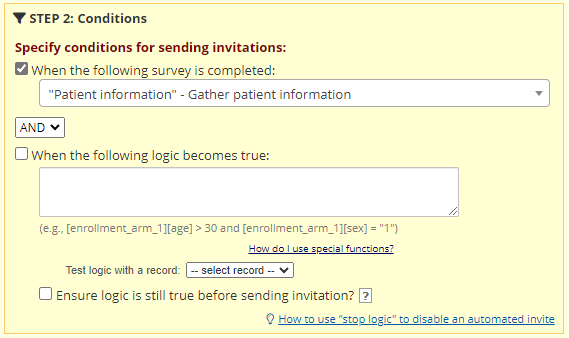 STEP 2: Conditions
Specify conditions for sending invitations:
When the following survey is completed:
"Patient information" - Gather patient information
AND
When the following logic becomes true:
(e.g., [enrollment_arm_1][age] > 30 and [enrollment_arm_1][sex] = "1")
How do I use special functions?
Test logic with a record: -- select record --
Ensure logic is still true before sending invitation? ?
How to use "stop logic" to disable an automated invite